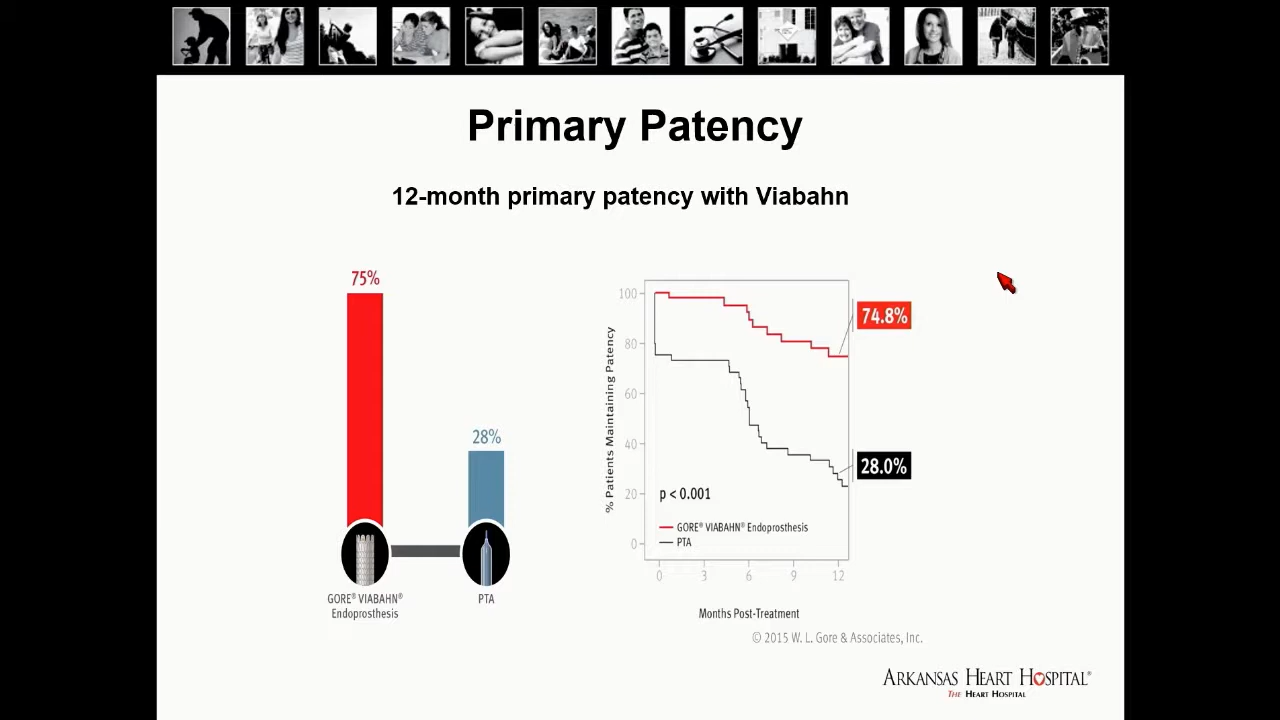 Primary Patency
12-month primary patency with Viabahn
75%
28%
GORE® VIABAHN®
Endoprosthesis
PTA
% Patients Maintaining Patency
100
80
60
40
20
0
74.8%
28.0%
p < 0.001
GORE® VIABAHN® Endoprosthesis
PTA
0 3 6 9 12
Months Post-Treatment
© 2015 W. L. Gore & Associates, Inc.
ARKANSAS HEART HOSPITAL®
THE HEART HOSPITAL